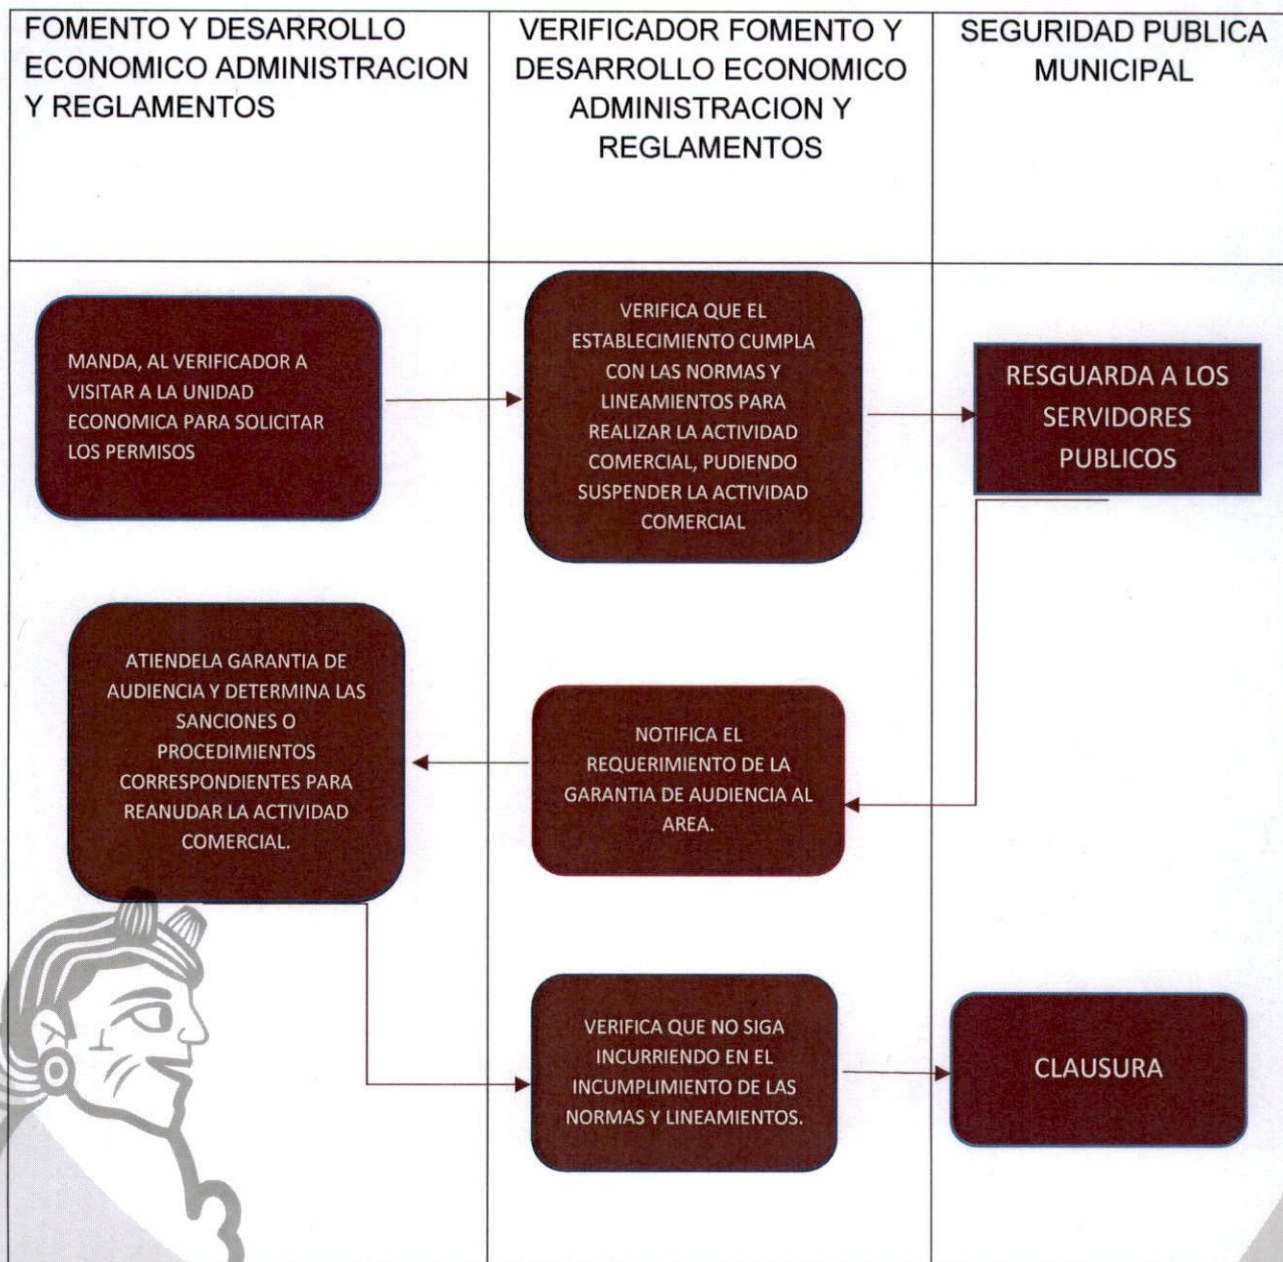 FOMENTO Y DESARROLLO
ECONOMICO ADMINISTRACION
Y REGLAMENTOS
VERIFICADOR FOMENTO Y
DESARROLLO ECONOMICO
ADMINISTRACION Y
REGLAMENTOS
SEGURIDAD PUBLICA
MUNICIPAL
MANDA, AL VERIFICADOR A
VISITAR A LA UNIDAD
ECONOMICA PARA SOLICITAR
LOS PERMISOS
VERIFICA QUE EL
ESTABLECIMIENTO CUMPLA
CON LAS NORMAS Y
LINEAMIENTOS PARA
REALIZAR LA ACTIVIDAD
COMERCIAL, PUDIENDO
SUSPENDER LA ACTIVIDAD
COMERCIAL
RESGUARDA A LOS
SERVIDORES
PUBLICOS
NOTIFICA EL
REQUERIMIENTO DE LA
GARANTIA DE AUDIENCIA AL
AREA.
ATIENDELA GARANTIA DE
AUDIENCIA Y DETERMINA LAS
SANCIONES O
PROCEDIMIENTOS
CORRESPONDIENTES PARA
REANUDAR LA ACTIVIDAD
COMERCIAL.
VERIFICA QUE NO SIGA
INCURRIENDO EN EL
INCUMPLIMIENTO DE LAS
NORMAS Y LINEAMIENTOS.
CLAUSURA